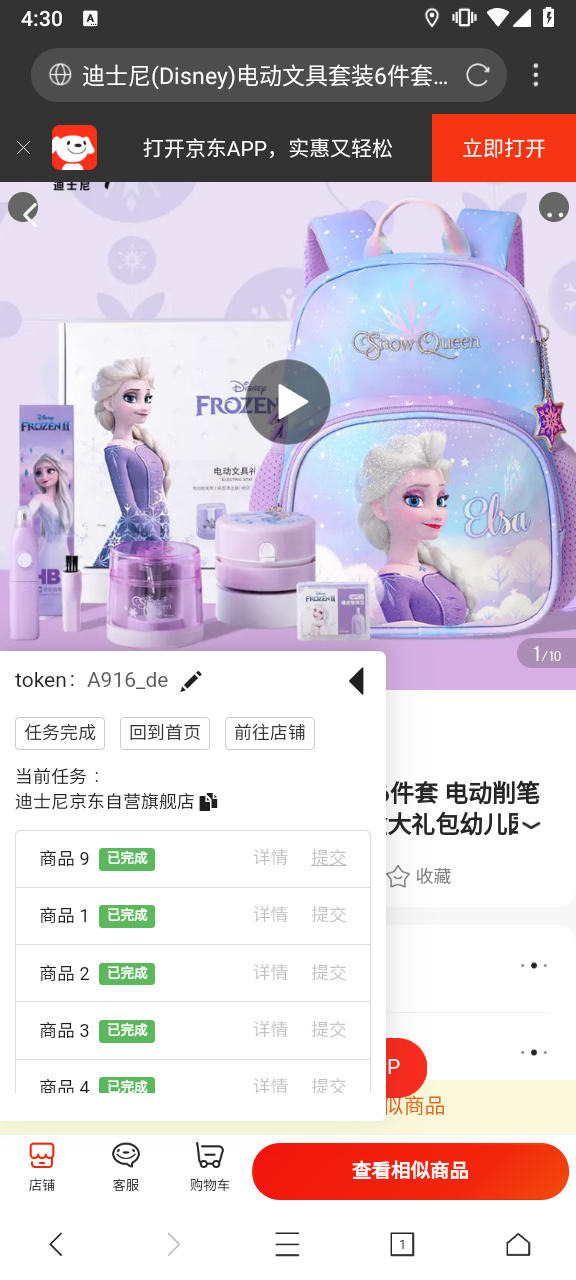 4:30
A
迪士尼(Disney)电动文具套装6件套...
打开京东APP，实惠又轻松
立即打开
迪士尼
Snow Queen
Disney
FROZEN
Disney
FROZEN II
电动文具礼
Elsa
HB
FROZEN II
1/10
token： A916_de
任务完成
回到首页
前往店铺
当前任务：
迪士尼京东自营旗舰店
商品 9 已完成 详情 提交
商品 1 已完成 详情 提交
商品 2 已完成 详情 提交
商品 3 已完成 详情 提交
商品 4 已完成 详情 提交
件套 电动削笔
大礼包幼儿园
收藏
P
似商品
店铺
客服
购物车
查看相似商品
1